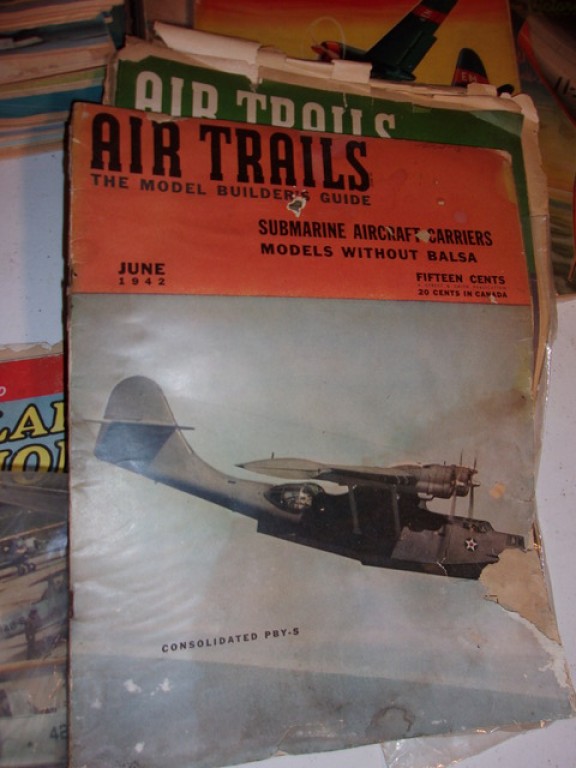 AIR TRAILS
AIR TRAILS
THE MODEL BUILDER'S GUIDE
SUBMARINE AIRCRAFT CARRIERS
MODELS WITHOUT BALSA
JUNE
1942
FIFTEEN CENTS
20 CENTS IN CANADA
CONSOLIDATED PBY-5